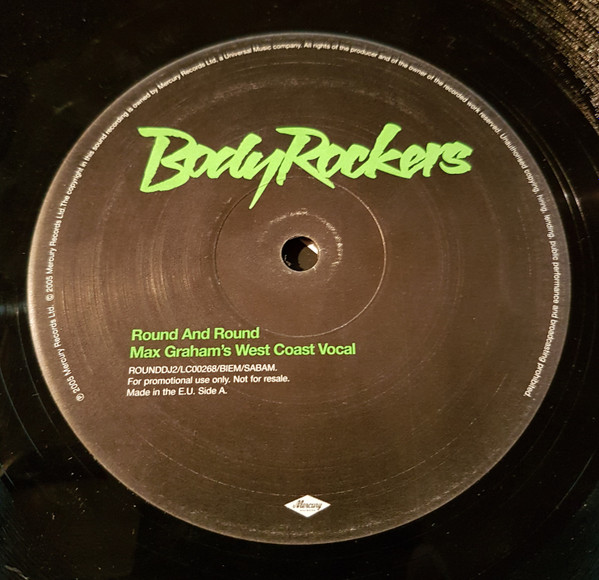 ℗ 2005 Mercury Records Ltd. © 2005 Mercury Records Ltd.The copyright in this sound recording is owned by Mercury Records Ltd. a Universal Music company. All rights of the producer and of the owner of the recorded work reserved. Unauthorised copying, hiring, lending, public performance and broadcasting prohibited.
BodyRockers
Round And Round
Max Graham's West Coast Vocal
ROUNDDJ2/LC00268/BIEM/SABAM.
For promotional use only. Not for resale.
Made in the E.U. Side A.
Mercury